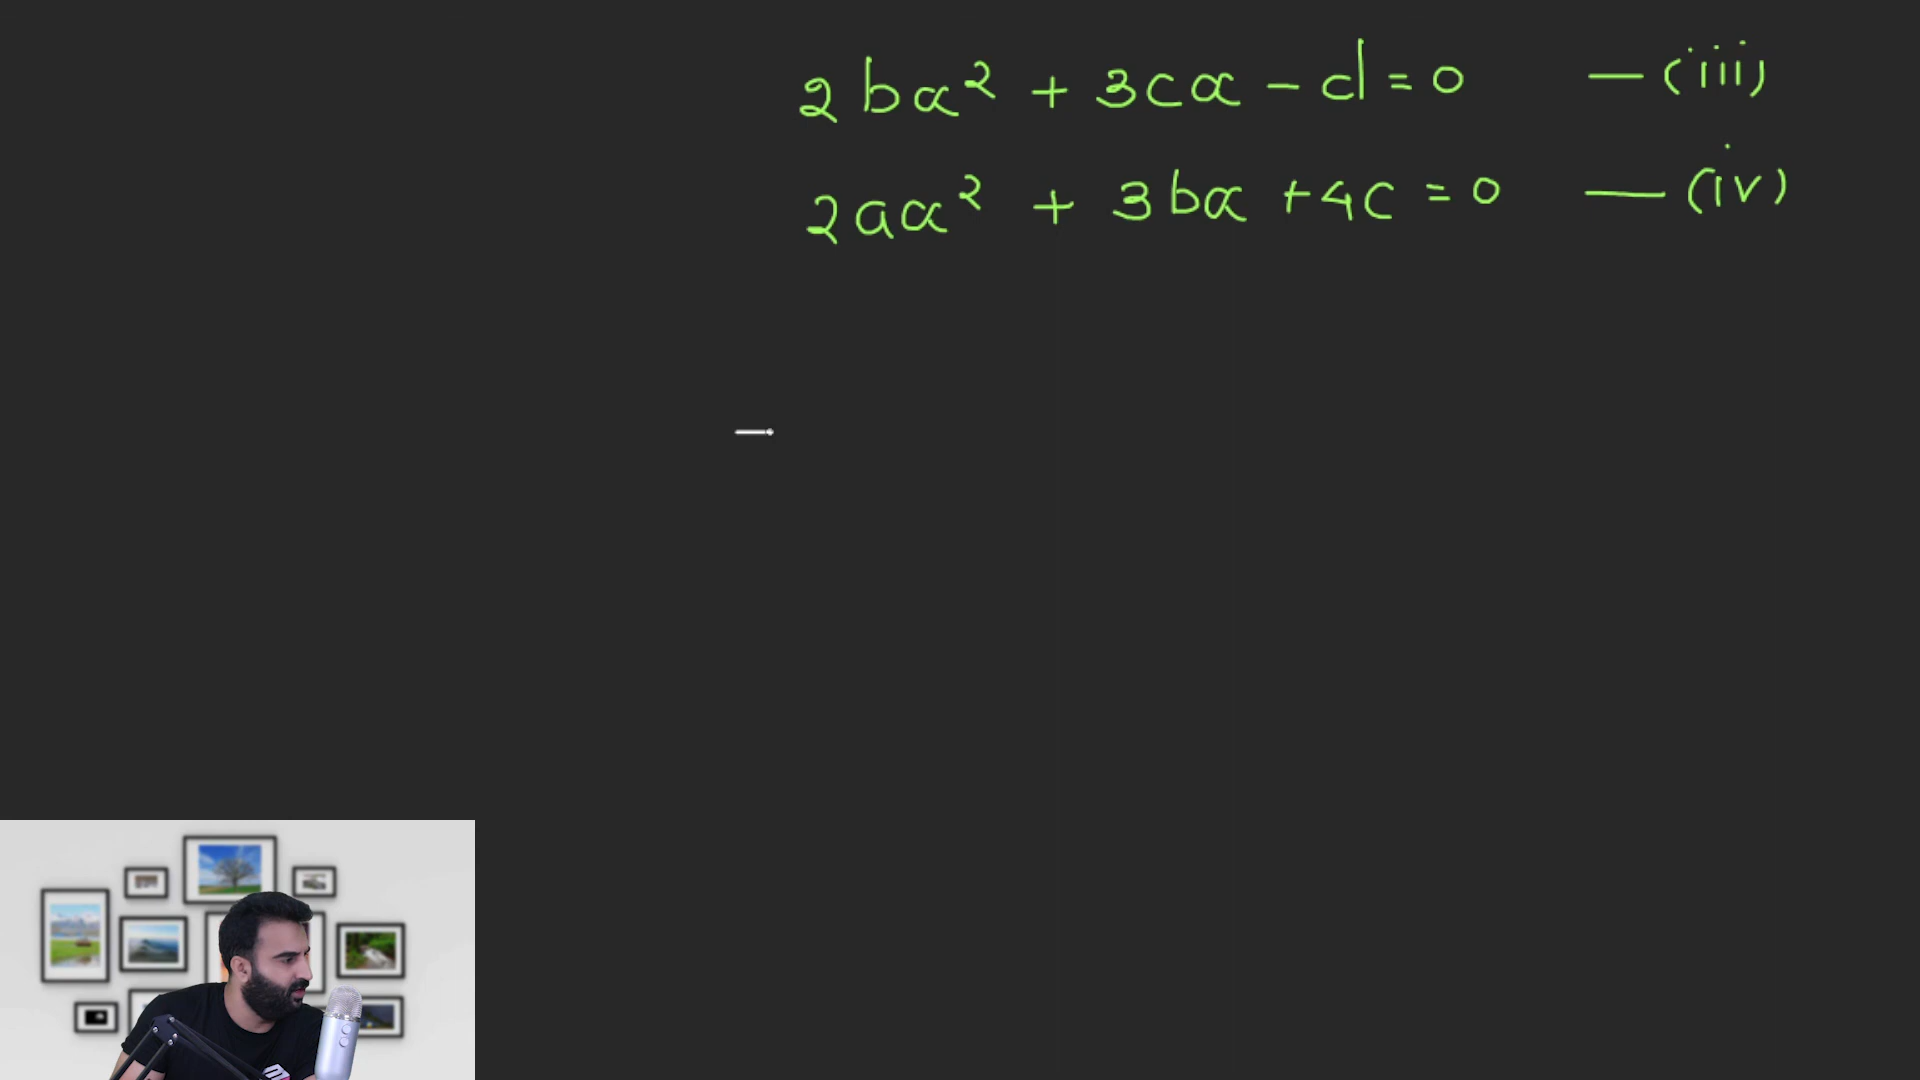 2bα² + 3cα - d = 0 — (iii)
2aα² + 3bα + 4c = 0 — (iv)